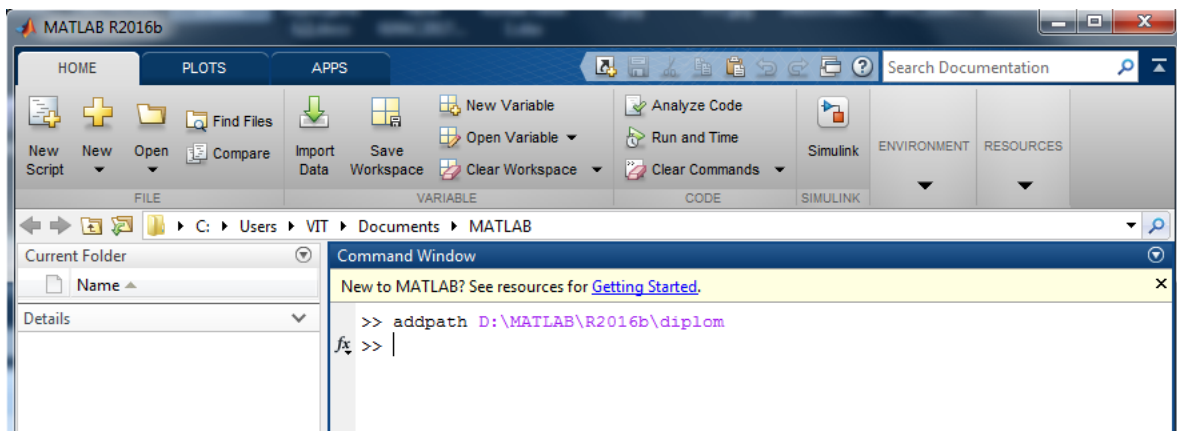 MATLAB R2016b
HOME PLOTS APPS
Search Documentation
New Script
New
Open
Find Files
Compare
FILE
Import Data
Save Workspace
New Variable
Open Variable
Clear Workspace
VARIABLE
Analyze Code
Run and Time
Clear Commands
CODE
Simulink
SIMULINK
ENVIRONMENT
RESOURCES
C: Users VIT Documents MATLAB
Current Folder
Name
Details
Command Window
New to MATLAB? See resources for Getting Started.
>> addpath D:\MATLAB\R2016b\diplom
fx >>